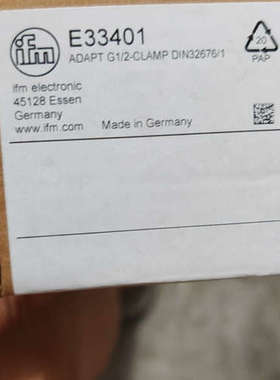 ifm
E33401
ADAPT G1/2-CLAMP DIN32676/1
20
PAP
ifm electronic
45128 Essen
Germany
www.ifm.com
Made in Germany